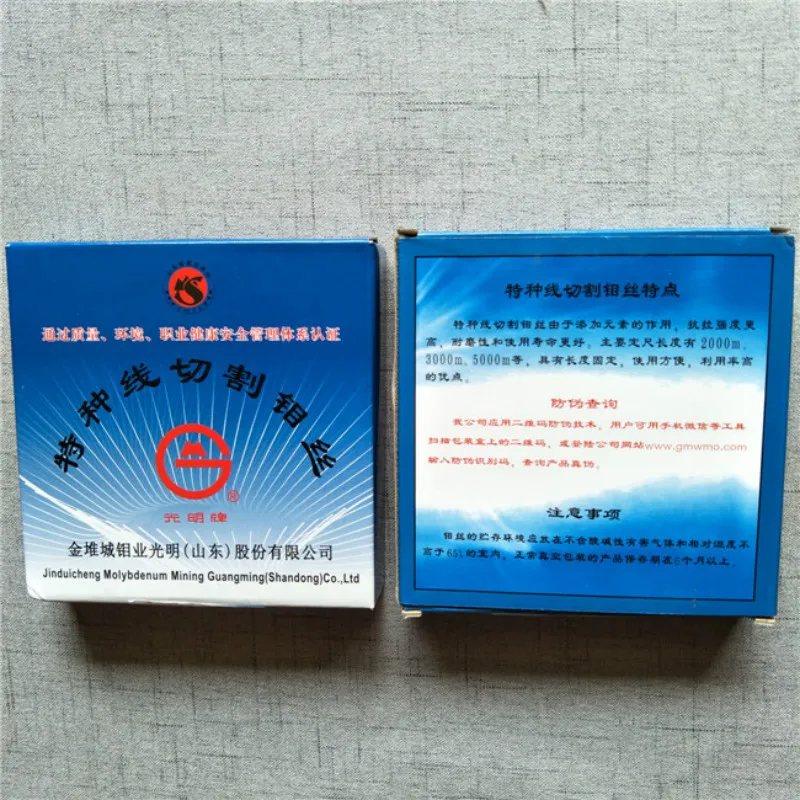 通过质量、环境、职业健康安全管理体系认证
特种线切割钼丝
®
光明牌
金堆城钼业光明(山东)股份有限公司
Jinduicheng Molybdenum Mining Guangming(Shandong)Co.,Ltd
特种线切割钼丝特点
特种线切割钼丝由于添加元素的作用，抗拉强度更
高，耐磨性和使用寿命更好。主要定尺长度有2000m、
3000m、5000m等，具有长度固定，使用方便，利用率高
的优点。
防伪查询
我公司应用二维码防伪技术，用户可用手机微信等工具
扫描包装盒上的二维码，或登陆公司网站www.gmwmo.com
输入防伪识别码，查询产品真伪。
注意事项
钼丝的贮存环境应放在不含酸碱性有害气体和相对湿度不
高于65%的室内，正常真空包装的产品保存期在6个月以上。